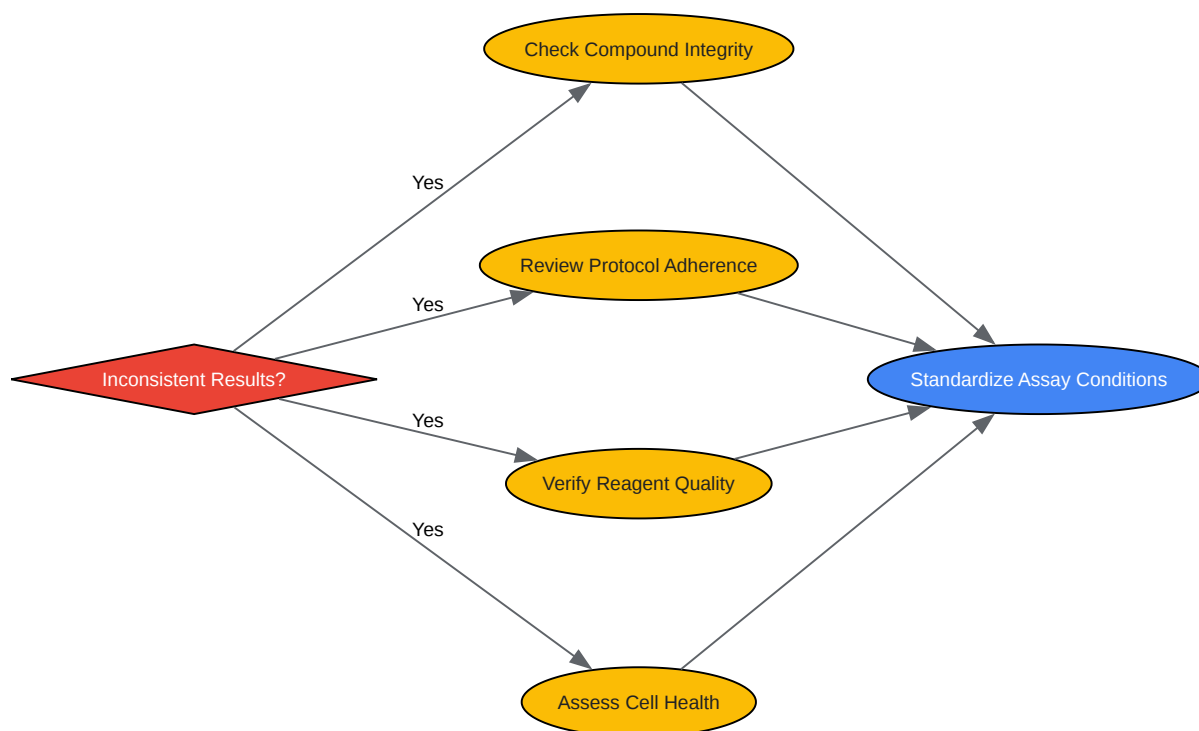 Check Compound Integrity
Yes
Review Protocol Adherence
Yes
Inconsistent Results?
Standardize Assay Conditions
Yes
Verify Reagent Quality
Yes
Assess Cell Health